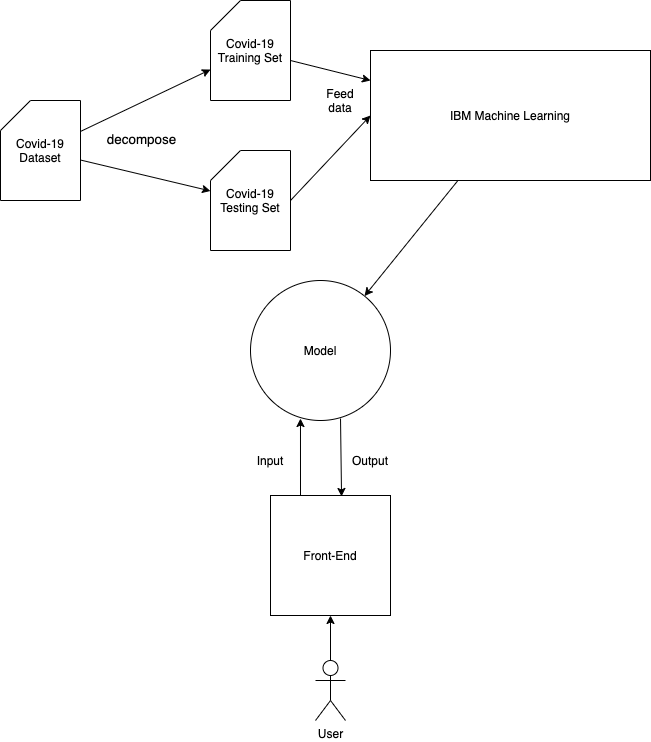 Covid-19
Training Set
Feed
data
IBM Machine Learning
Covid-19
Dataset
decompose
Covid-19
Testing Set
Model
Input
Output
Front-End
User